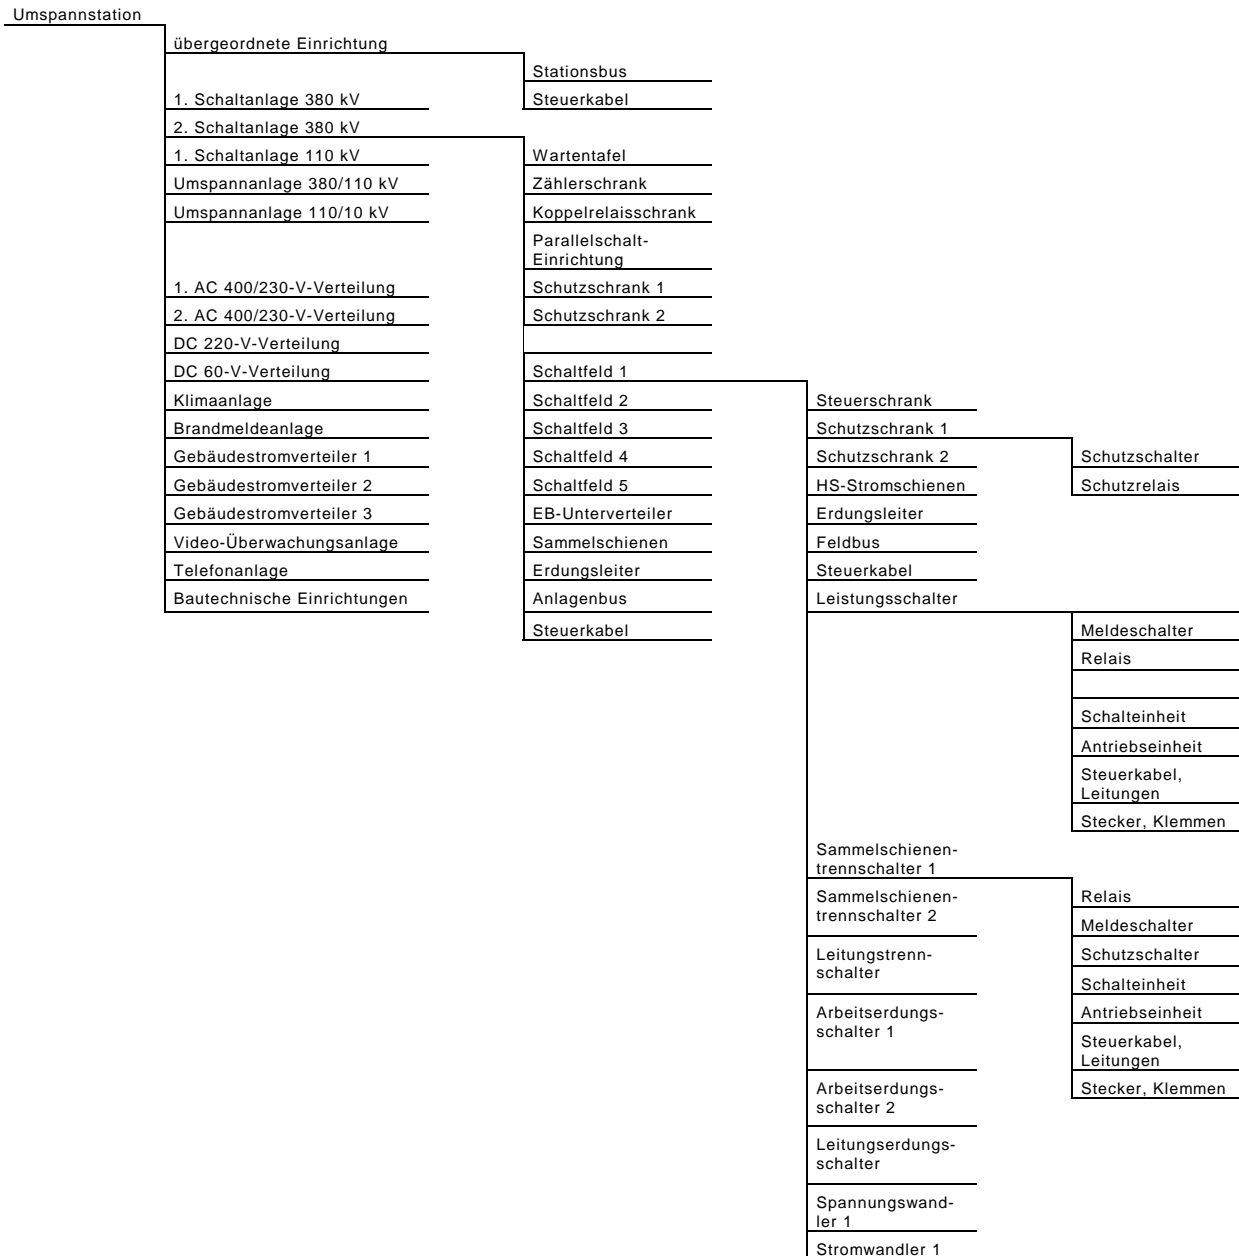 Umspannstation
übergeordnete Einrichtung
Stationsbus
1. Schaltanlage 380 kV
Steuerkabel
2. Schaltanlage 380 kV
1. Schaltanlage 110 kV
Wartentafel
Umspannanlage 380/110 kV
Zählerschrank
Umspannanlage 110/10 kV
Koppelrelaisschrank
Parallelschalt-
Einrichtung
1. AC 400/230-V-Verteilung
Schutzschrank 1
2. AC 400/230-V-Verteilung
Schutzschrank 2
DC 220-V-Verteilung
DC 60-V-Verteilung
Schaltfeld 1
Klimaanlage
Schaltfeld 2
Steuerschrank
Brandmeldeanlage
Schaltfeld 3
Schutzschrank 1
Gebäudestromverteiler 1
Schaltfeld 4
Schutzschrank 2
Schutzschalter
Gebäudestromverteiler 2
Schaltfeld 5
HS-Stromschienen
Schutzrelais
Gebäudestromverteiler 3
EB-Unterverteiler
Erdungsleiter
Video-Überwachungsanlage
Sammelschienen
Feldbus
Telefonanlage
Erdungsleiter
Steuerkabel
Bautechnische Einrichtungen
Anlagenbus
Leistungsschalter
Steuerkabel
Meldeschalter
Relais
Schalteinheit
Antriebseinheit
Steuerkabel,
Leitungen
Stecker, Klemmen
Sammelschienen-
trennschalter 1
Sammelschienen-
trennschalter 2
Relais
Meldeschalter
Leitungstrenn-
schalter
Schutzschalter
Schalteinheit
Arbeitserdungs-
schalter 1
Antriebseinheit
Steuerkabel,
Leitungen
Arbeitserdungs-
schalter 2
Stecker, Klemmen
Leitungserdungs-
schalter
Spannungswand-
ler 1
Stromwandler 1